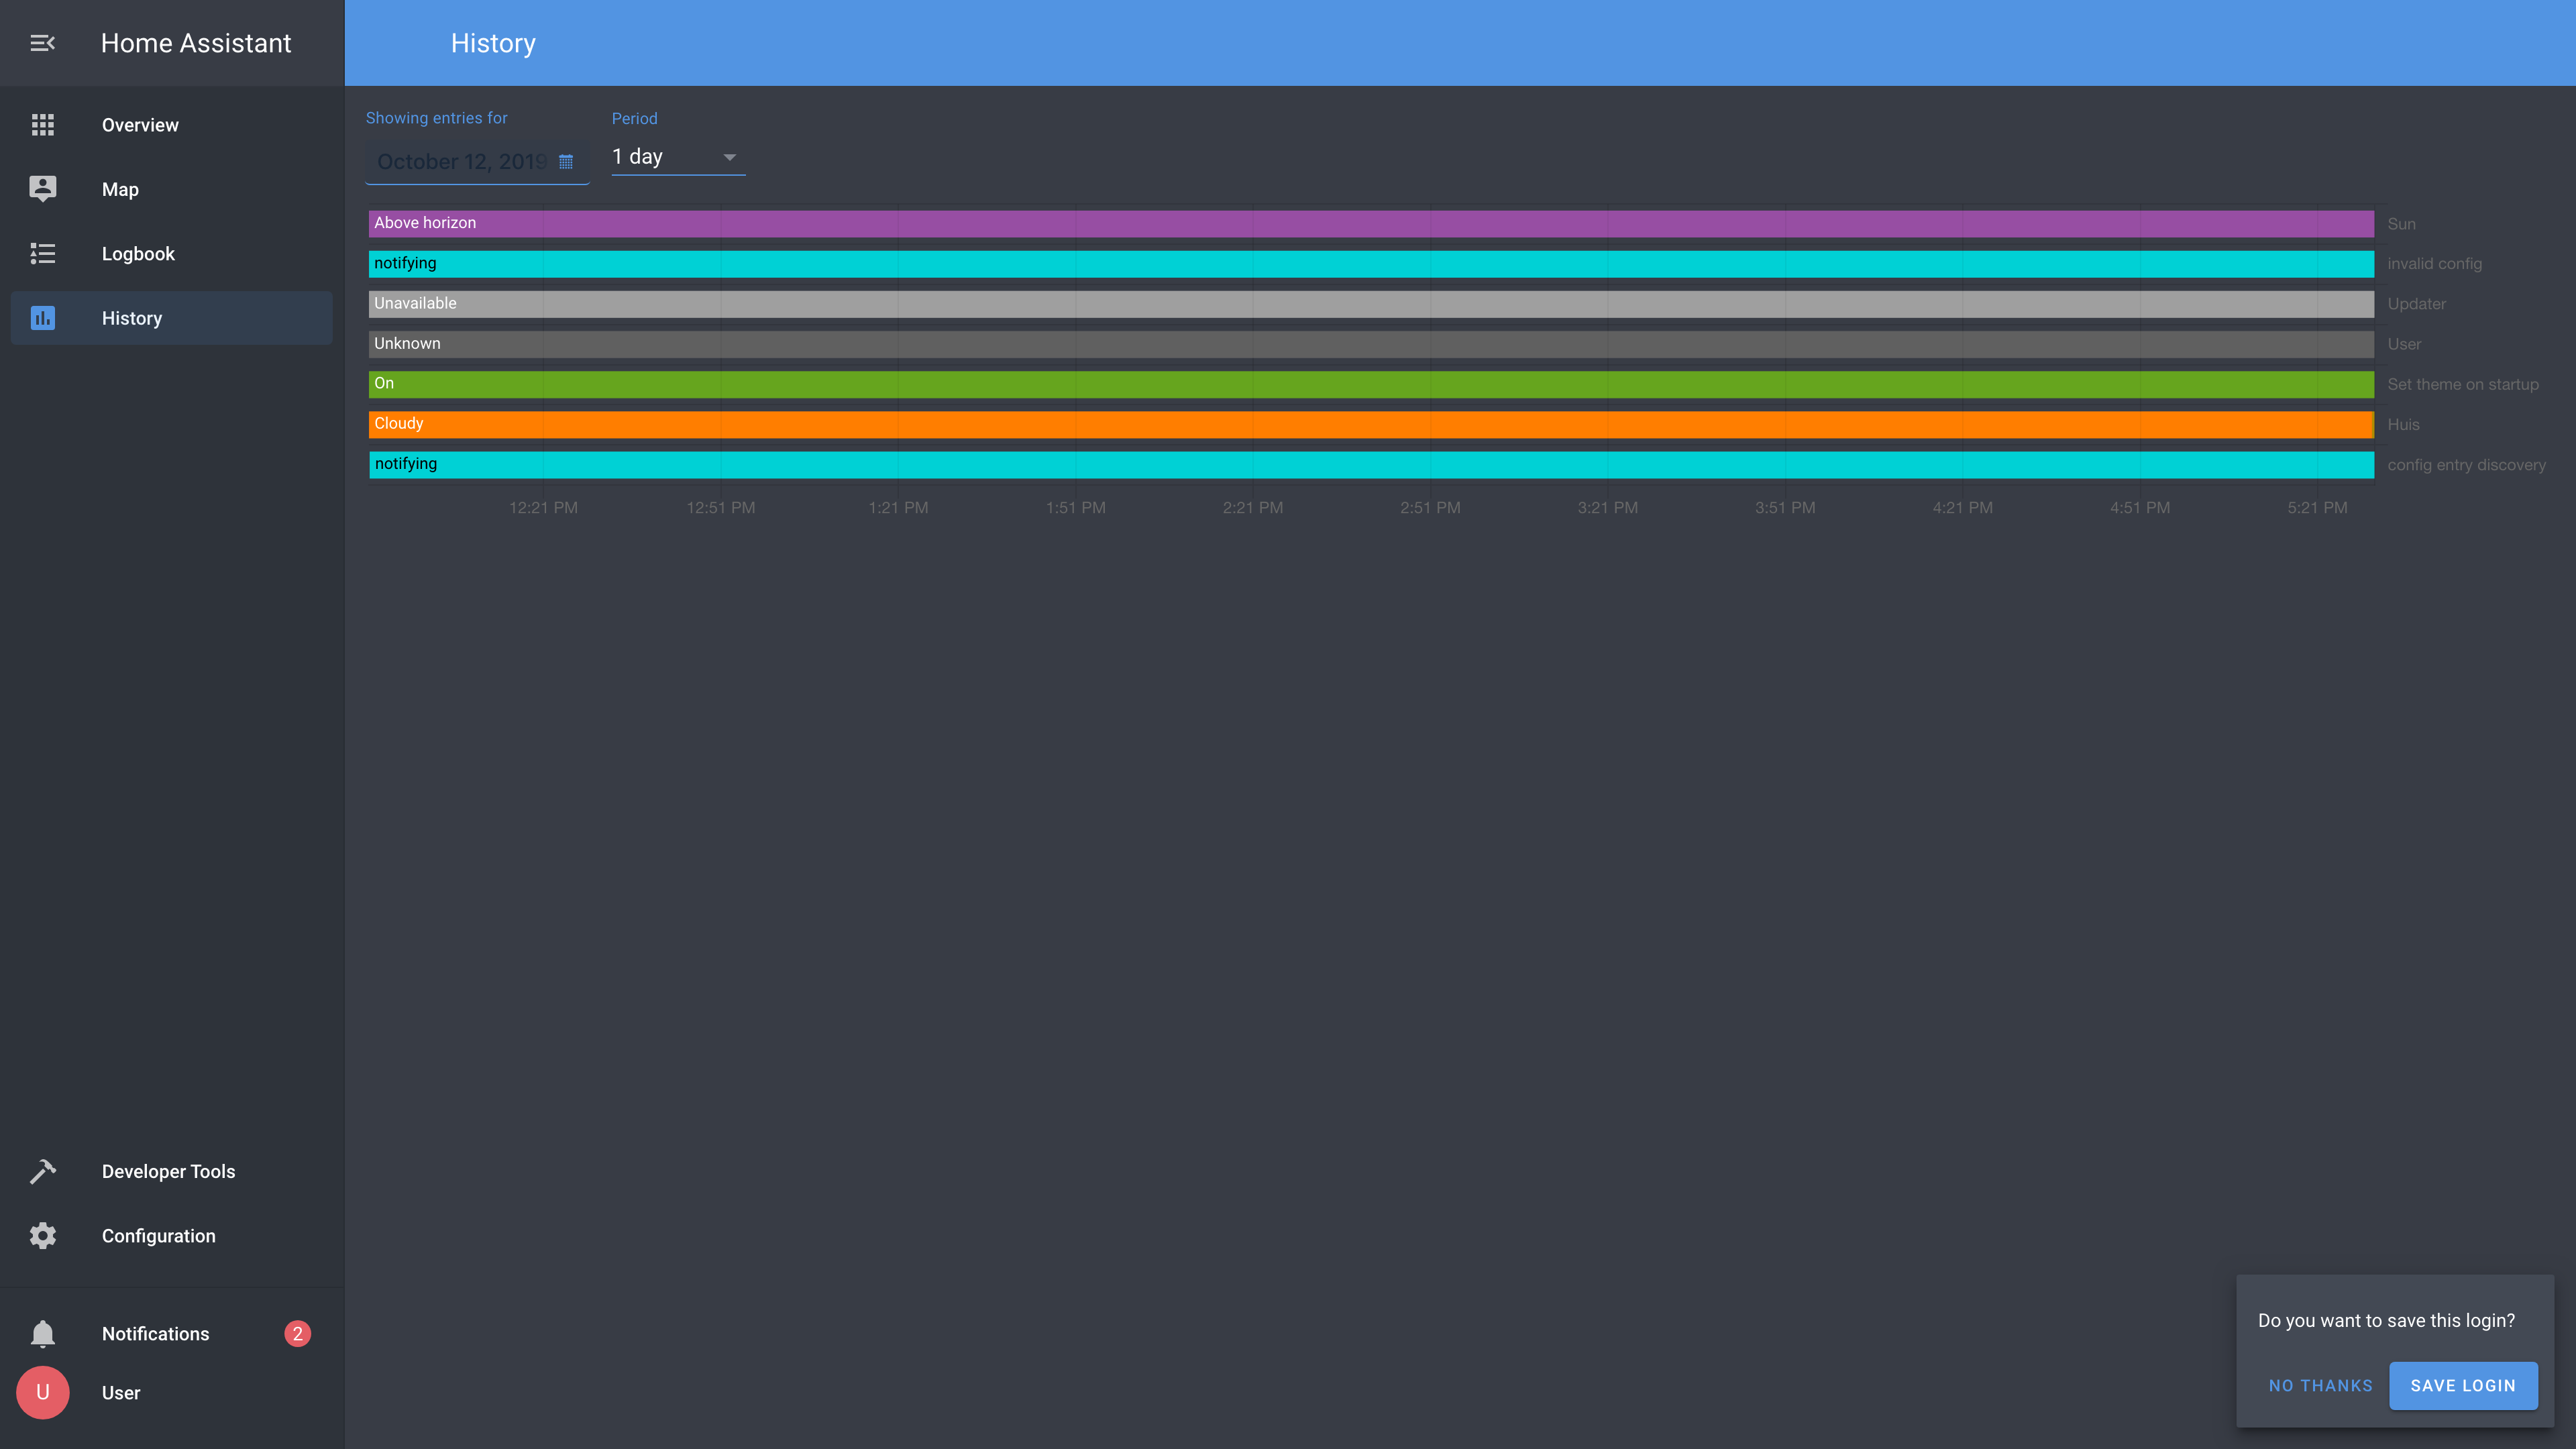 Home Assistant
History
Overview
Map
Logbook
History
Developer Tools
Configuration
Notifications 2
U User
Showing entries for
October 12, 2019
Period
1 day
Above horizon Sun
notifying invalid config
Unavailable Updater
Unknown User
On Set theme on startup
Cloudy Huis
notifying config entry discovery
12:21 PM 12:51 PM 1:21 PM 1:51 PM 2:21 PM 2:51 PM 3:21 PM 3:51 PM 4:21 PM 4:51 PM 5:21 PM
Do you want to save this login?
NO THANKS SAVE LOGIN